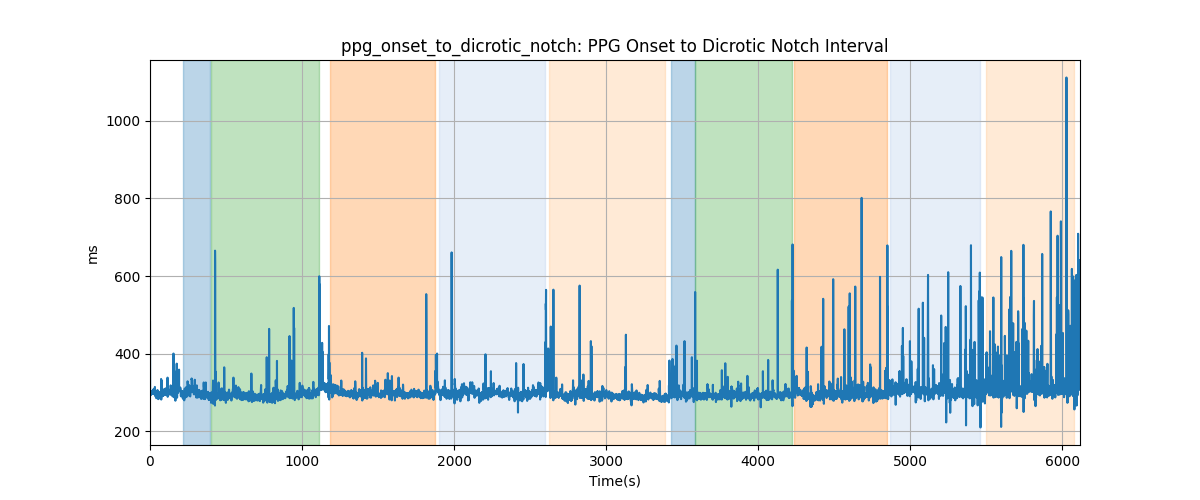 ppg_onset_to_dicrotic_notch: PPG Onset to Dicrotic Notch Interval
1000
800
600
400
200
ms
0 1000 2000 3000 4000 5000 6000
Time(s)